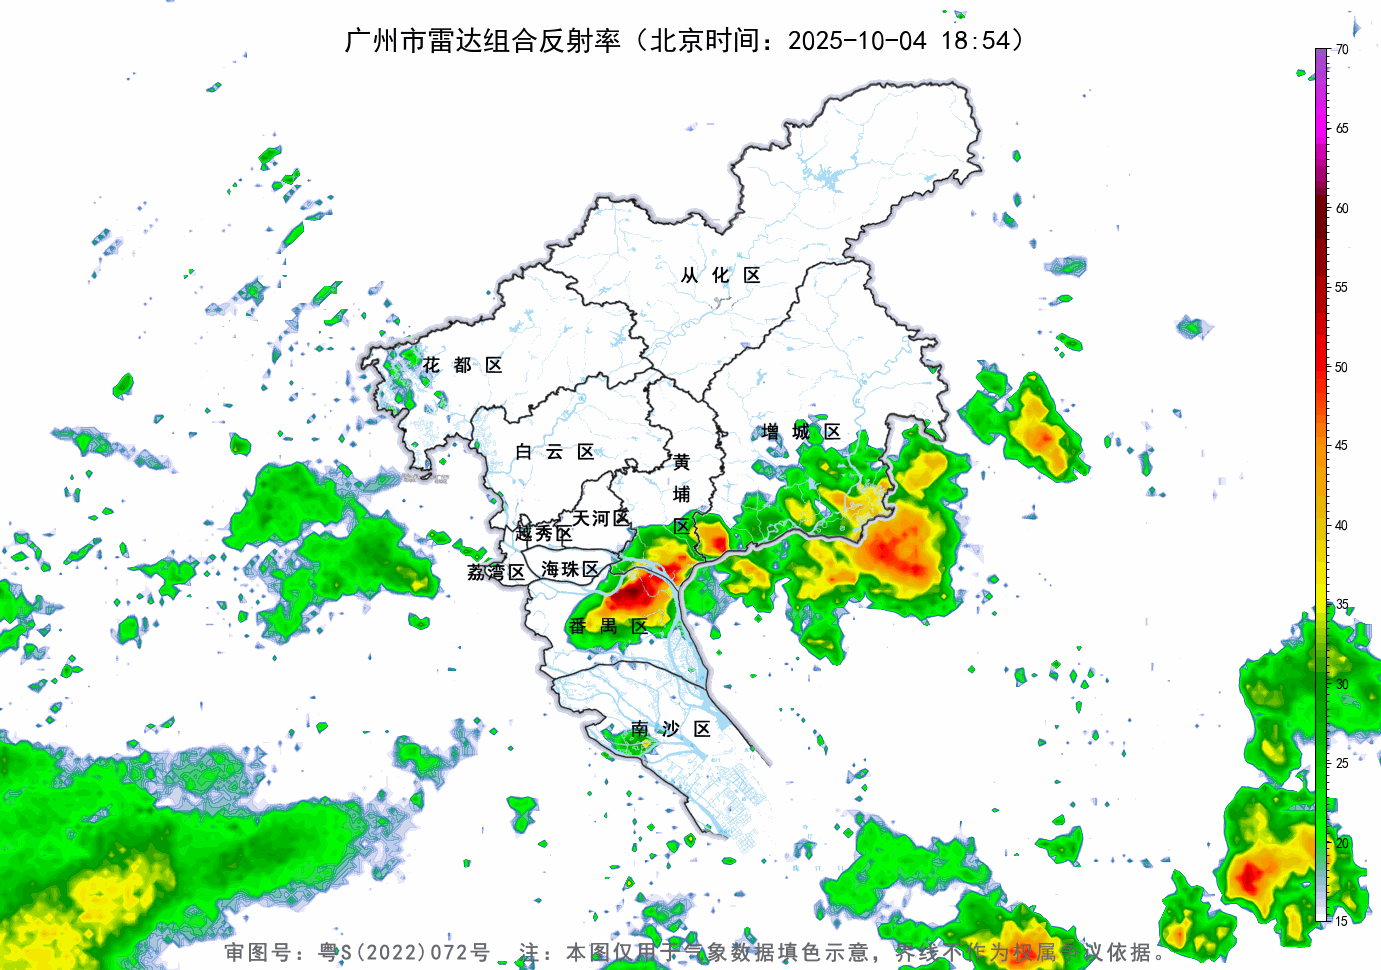 广州市雷达组合反射率（北京时间：2025-10-04 18:54）
70
65
60
55
50
45
40
35
30
25
20
15
从化区
花都区
增城区
白云区
黄埔区
天河区
越秀区
海珠区
荔湾区
番禺区
南沙区
审图号：粤S(2022)072号 注：本图仅用于气象数据填色示意，界线不作为权属争议依据。